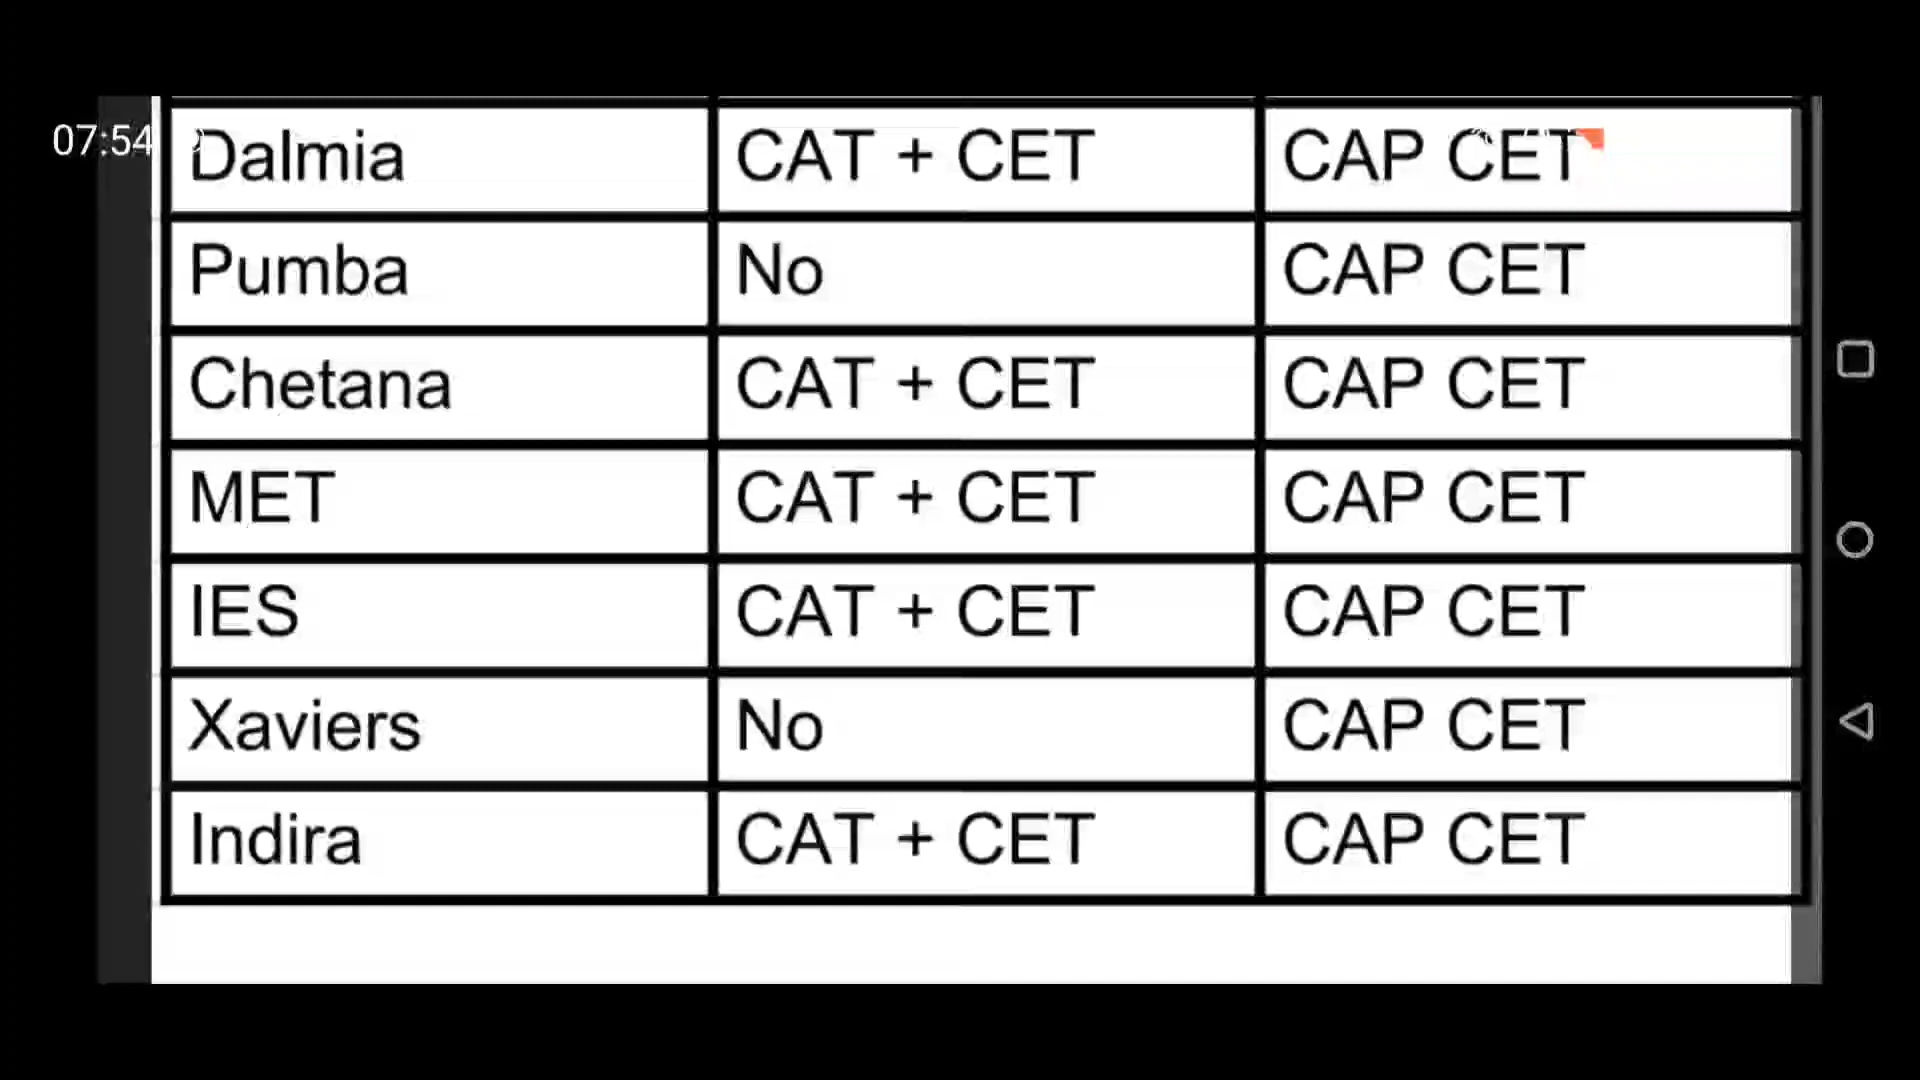 07:54
Dalmia CAT + CET CAP CET
Pumba No CAP CET
Chetana CAT + CET CAP CET
MET CAT + CET CAP CET
IES CAT + CET CAP CET
Xaviers No CAP CET
Indira CAT + CET CAP CET